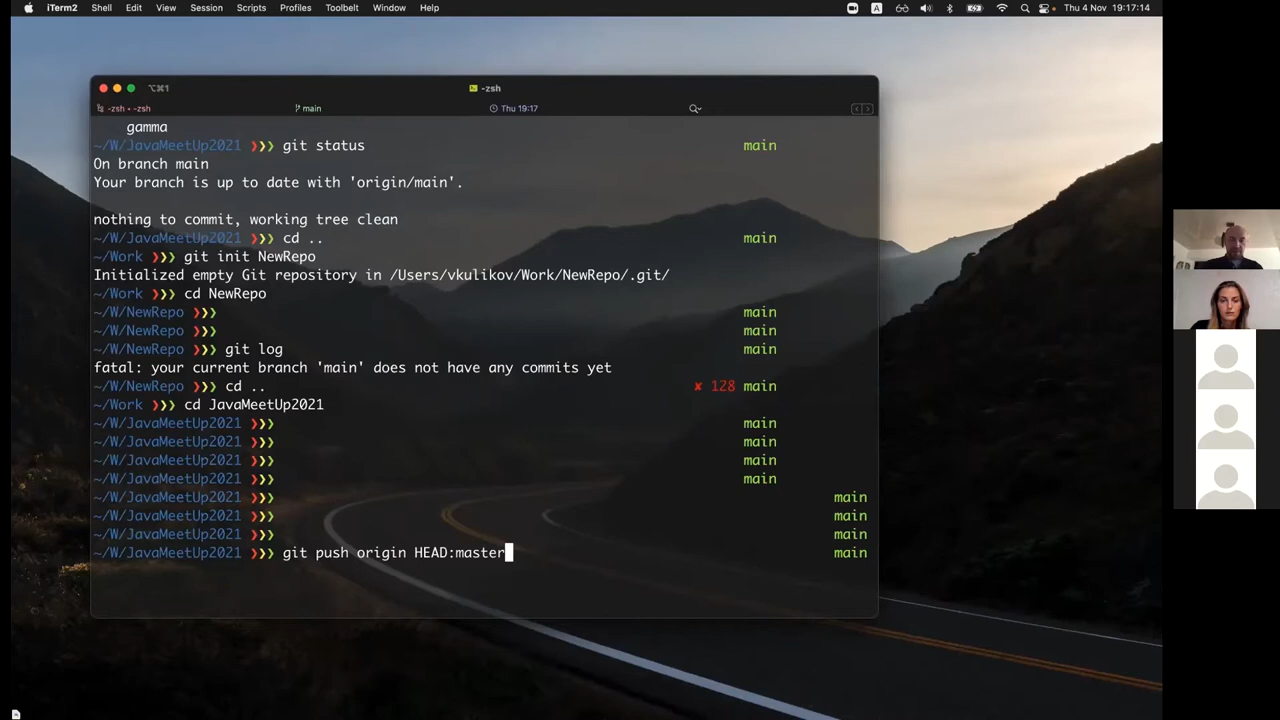 iTerm2 Shell Edit View Session Scripts Profiles Toolbelt Window Help A Thu 4 Nov 19:17:14
⌥⌘1 -zsh
-zsh • -zsh main Thu 19:17
gamma
~/W/JavaMeetUp2021 ❯❯❯ git status main
On branch main
Your branch is up to date with 'origin/main'.
nothing to commit, working tree clean
~/W/JavaMeetUp2021 ❯❯❯ cd .. main
~/Work ❯❯❯ git init NewRepo
Initialized empty Git repository in /Users/vkulikov/Work/NewRepo/.git/
~/Work ❯❯❯ cd NewRepo
~/W/NewRepo ❯❯❯ main
~/W/NewRepo ❯❯❯ main
~/W/NewRepo ❯❯❯ git log main
fatal: your current branch 'main' does not have any commits yet
~/W/NewRepo ❯❯❯ cd .. ✘ 128 main
~/Work ❯❯❯ cd JavaMeetUp2021
~/W/JavaMeetUp2021 ❯❯❯ main
~/W/JavaMeetUp2021 ❯❯❯ main
~/W/JavaMeetUp2021 ❯❯❯ main
~/W/JavaMeetUp2021 ❯❯❯ main
~/W/JavaMeetUp2021 ❯❯❯ main
~/W/JavaMeetUp2021 ❯❯❯ main
~/W/JavaMeetUp2021 ❯❯❯ main
~/W/JavaMeetUp2021 ❯❯❯ git push origin HEAD:master main